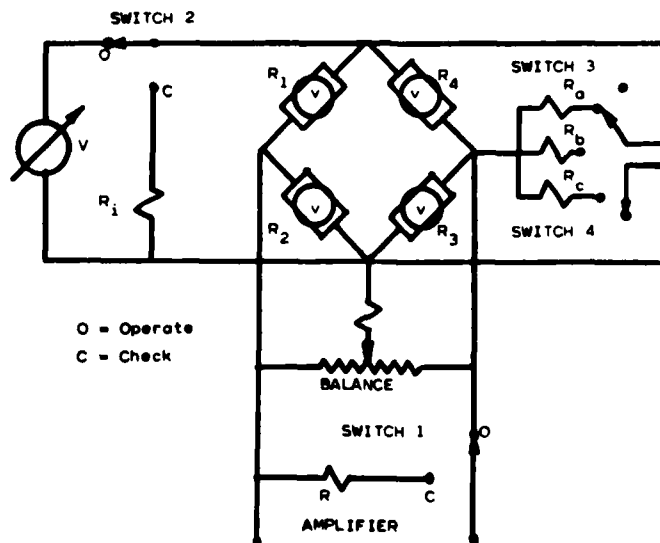 SWITCH 2
O
C
V
R1
V
R4
V
R2
V
R3
V
SWITCH 3
Ra
Rb
Rc
SWITCH 4
Ri
O = Operate
C = Check
BALANCE
SWITCH 1
O
R
C
AMPLIFIER